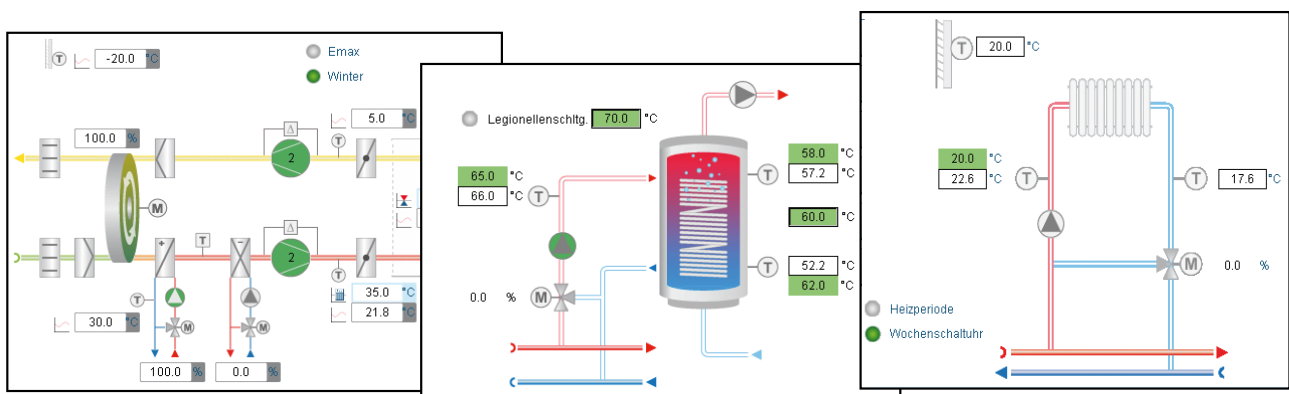 T -20.0 °C
Emax
Winter
100.0 %
Δ
2
5.0 °C
T
M
+
T
−
Δ
2
T
35.0 °C
21.8 °C
T
30.0 °C
M
M
100.0 %
0.0 %
Legionellenschltg. 70.0 °C
65.0 °C
66.0 °C
T
58.0 °C
57.2 °C
T
60.0 °C
52.2 °C
62.0 °C
T
0.0 %
M
T 20.0 °C
20.0 °C
22.6 °C
T
T 17.6 °C
M
0.0 %
Heizperiode
Wochenschaltuhr